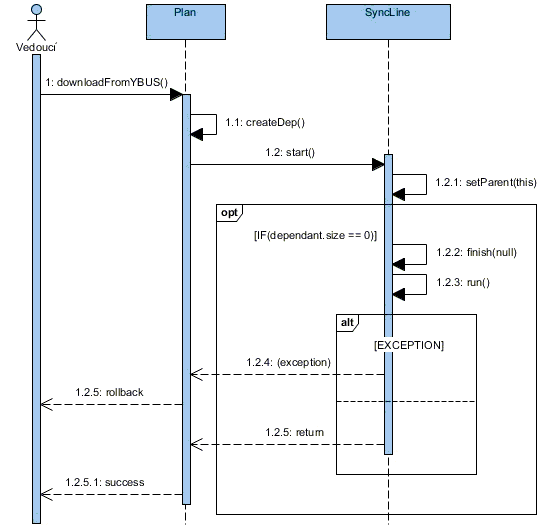 Plan
SyncLine
Vedoucí
1: downloadFromYBUS()
1.1: createDep()
1.2: start()
1.2.1: setParent(this)
opt
[IF(dependant.size == 0)]
1.2.2: finish(null)
1.2.3: run()
alt
[EXCEPTION]
1.2.4: (exception)
1.2.5: rollback
1.2.5: return
1.2.5.1: success